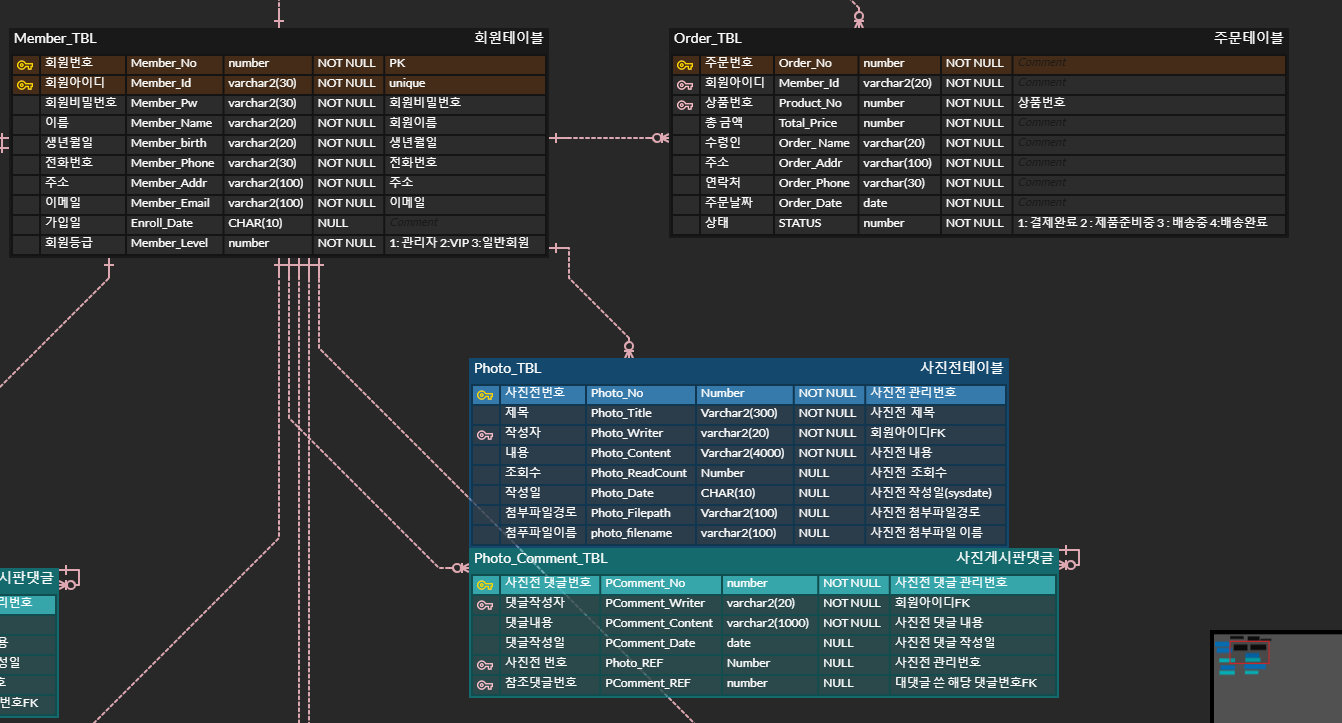 Member_TBL 회원테이블
회원번호 Member_No number NOT NULL PK
회원아이디 Member_Id varchar2(30) NOT NULL unique
회원비밀번호 Member_Pw varchar2(30) NOT NULL 회원비밀번호
이름 Member_Name varchar2(20) NOT NULL 회원이름
생년월일 Member_birth varchar2(20) NOT NULL 생년월일
전화번호 Member_Phone varchar2(30) NOT NULL 전화번호
주소 Member_Addr varchar2(100) NOT NULL 주소
이메일 Member_Email varchar2(100) NOT NULL 이메일
가입일 Enroll_Date CHAR(10) NULL Comment
회원등급 Member_Level number NOT NULL 1: 관리자 2:VIP 3:일반회원
Order_TBL 주문테이블
주문번호 Order_No number NOT NULL Comment
회원아이디 Member_Id varchar2(20) NOT NULL Comment
상품번호 Product_No number NOT NULL 상품번호
총 금액 Total_Price number NOT NULL Comment
수령인 Order_ Name varchar(20) NOT NULL Comment
주소 Order_Addr varchar(100) NOT NULL Comment
연락처 Order_Phone varchar(30) NOT NULL Comment
주문날짜 Order_Date date NOT NULL Comment
상태 STATUS number NOT NULL 1: 결제완료 2 : 제품준비중 3 : 배송중 4:배송완료
Photo_TBL 사진전테이블
사진전번호 Photo_No Number NOT NULL 사진전 관리번호
제목 Photo_Title Varchar2(300) NOT NULL 사진전 제목
작성자 Photo_Writer varchar2(20) NOT NULL 회원아이디FK
내용 Photo_Content Varchar2(4000) NOT NULL 사진전 내용
조회수 Photo_ReadCount Number NULL 사진전 조회수
작성일 Photo_Date CHAR(10) NULL 사진전 작성일(sysdate)
첨부파일경로 Photo_Filepath Varchar2(100) NULL 사진전 첨부파일경로
첨푸파일이름 photo_filename varchar2(100) NULL 사진전 첨부파일 이름
Photo_Comment_TBL 사진게시판댓글
사진전 댓글번호 PComment_No number NOT NULL 사진전 댓글 관리번호
댓글작성자 PComment_Writer varchar2(20) NOT NULL 회원아이디FK
댓글내용 PComment_Content varchar2(1000) NOT NULL 사진전 댓글 내용
댓글작성일 PComment_Date date NULL 사진전 댓글 작성일
사진전 번호 Photo_REF Number NULL 사진전 관리번호
참조댓글번호 PComment_REF number NULL 대댓글 쓴 해당 댓글번호FK
시판댓글
리번호
용
성일
호
번호FK